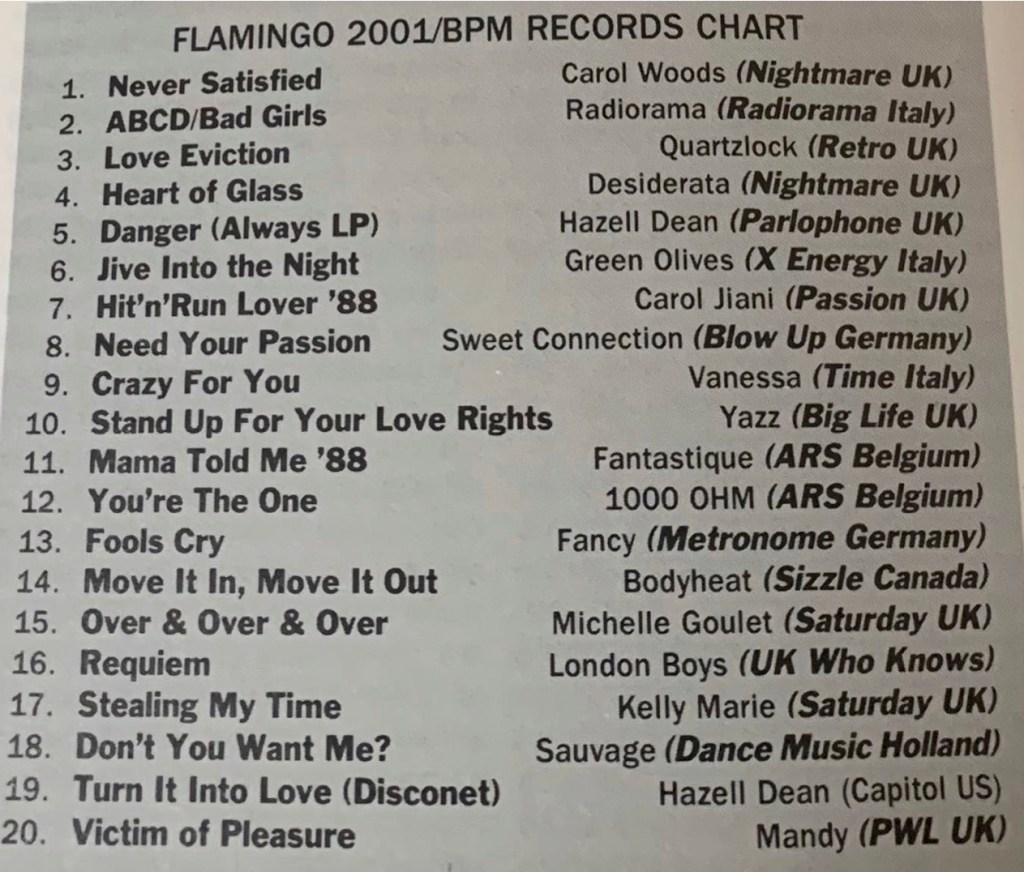 FLAMINGO 2001/BPM RECORDS CHART
1. Never Satisfied Carol Woods (Nightmare UK)
2. ABCD/Bad Girls Radiorama (Radiorama Italy)
3. Love Eviction Quartzlock (Retro UK)
4. Heart of Glass Desiderata (Nightmare UK)
5. Danger (Always LP) Hazell Dean (Parlophone UK)
6. Jive Into the Night Green Olives (X Energy Italy)
7. Hit'n'Run Lover '88 Carol Jiani (Passion UK)
8. Need Your Passion Sweet Connection (Blow Up Germany)
9. Crazy For You Vanessa (Time Italy)
10. Stand Up For Your Love Rights Yazz (Big Life UK)
11. Mama Told Me '88 Fantastique (ARS Belgium)
12. You're The One 1000 OHM (ARS Belgium)
13. Fools Cry Fancy (Metronome Germany)
14. Move It In, Move It Out Bodyheat (Sizzle Canada)
15. Over & Over & Over Michelle Goulet (Saturday UK)
16. Requiem London Boys (UK Who Knows)
17. Stealing My Time Kelly Marie (Saturday UK)
18. Don't You Want Me? Sauvage (Dance Music Holland)
19. Turn It Into Love (Disconet) Hazell Dean (Capitol US)
20. Victim of Pleasure Mandy (PWL UK)